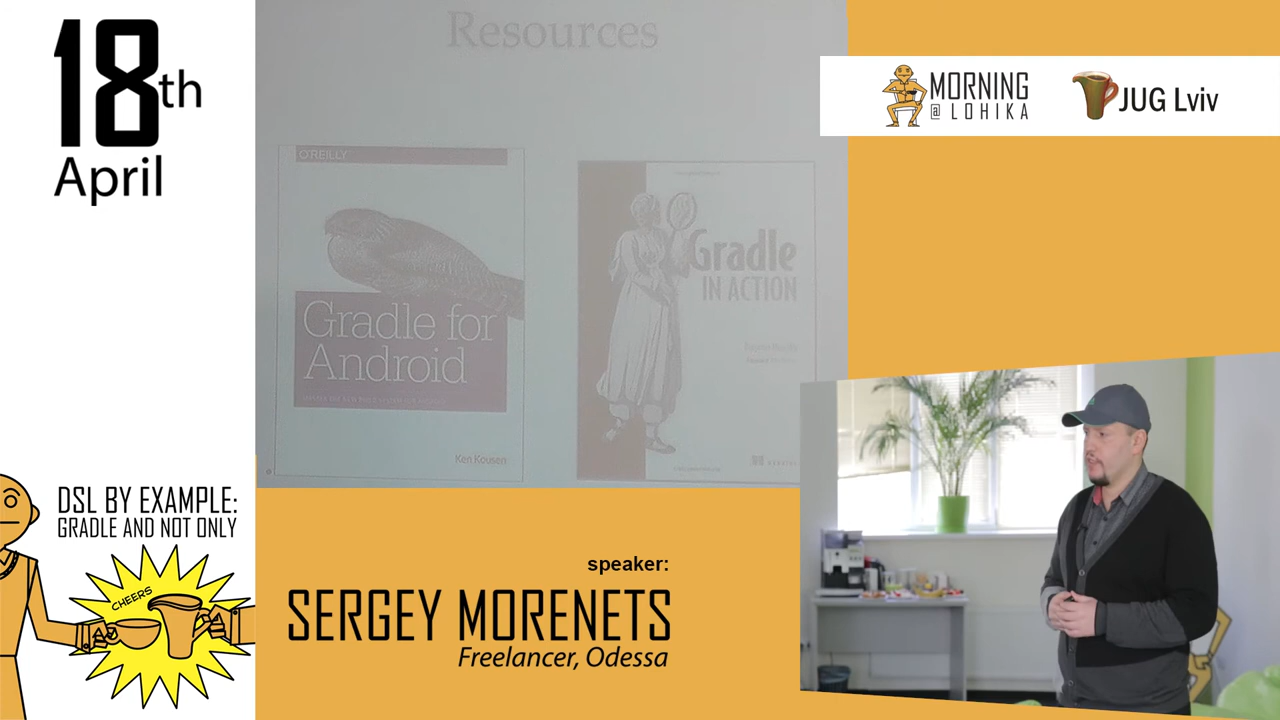 18th
April
Resources
O'REILLY
Gradle for
Android
Ken Kousen
Gradle
IN ACTION
MANNING
MORNING
@ LOHIKA
JUG Lviv
DSL BY EXAMPLE:
GRADLE AND NOT ONLY
CHEERS
speaker:
SERGEY MORENETS
Freelancer, Odessa